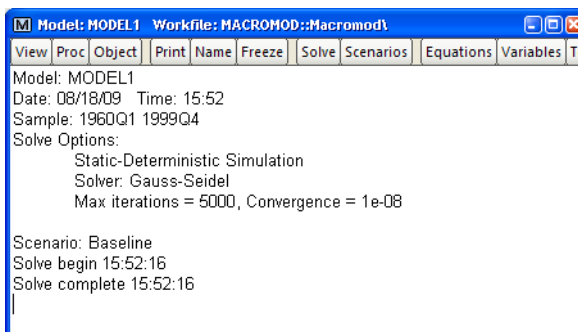 M Model: MODEL1 Workfile: MACROMOD::Macromod\
View Proc Object Print Name Freeze Solve Scenarios Equations Variables T
Model: MODEL1
Date: 08/18/09 Time: 15:52
Sample: 1960Q1 1999Q4
Solve Options:
Static-Deterministic Simulation
Solver: Gauss-Seidel
Max iterations = 5000, Convergence = 1e-08
Scenario: Baseline
Solve begin 15:52:16
Solve complete 15:52:16